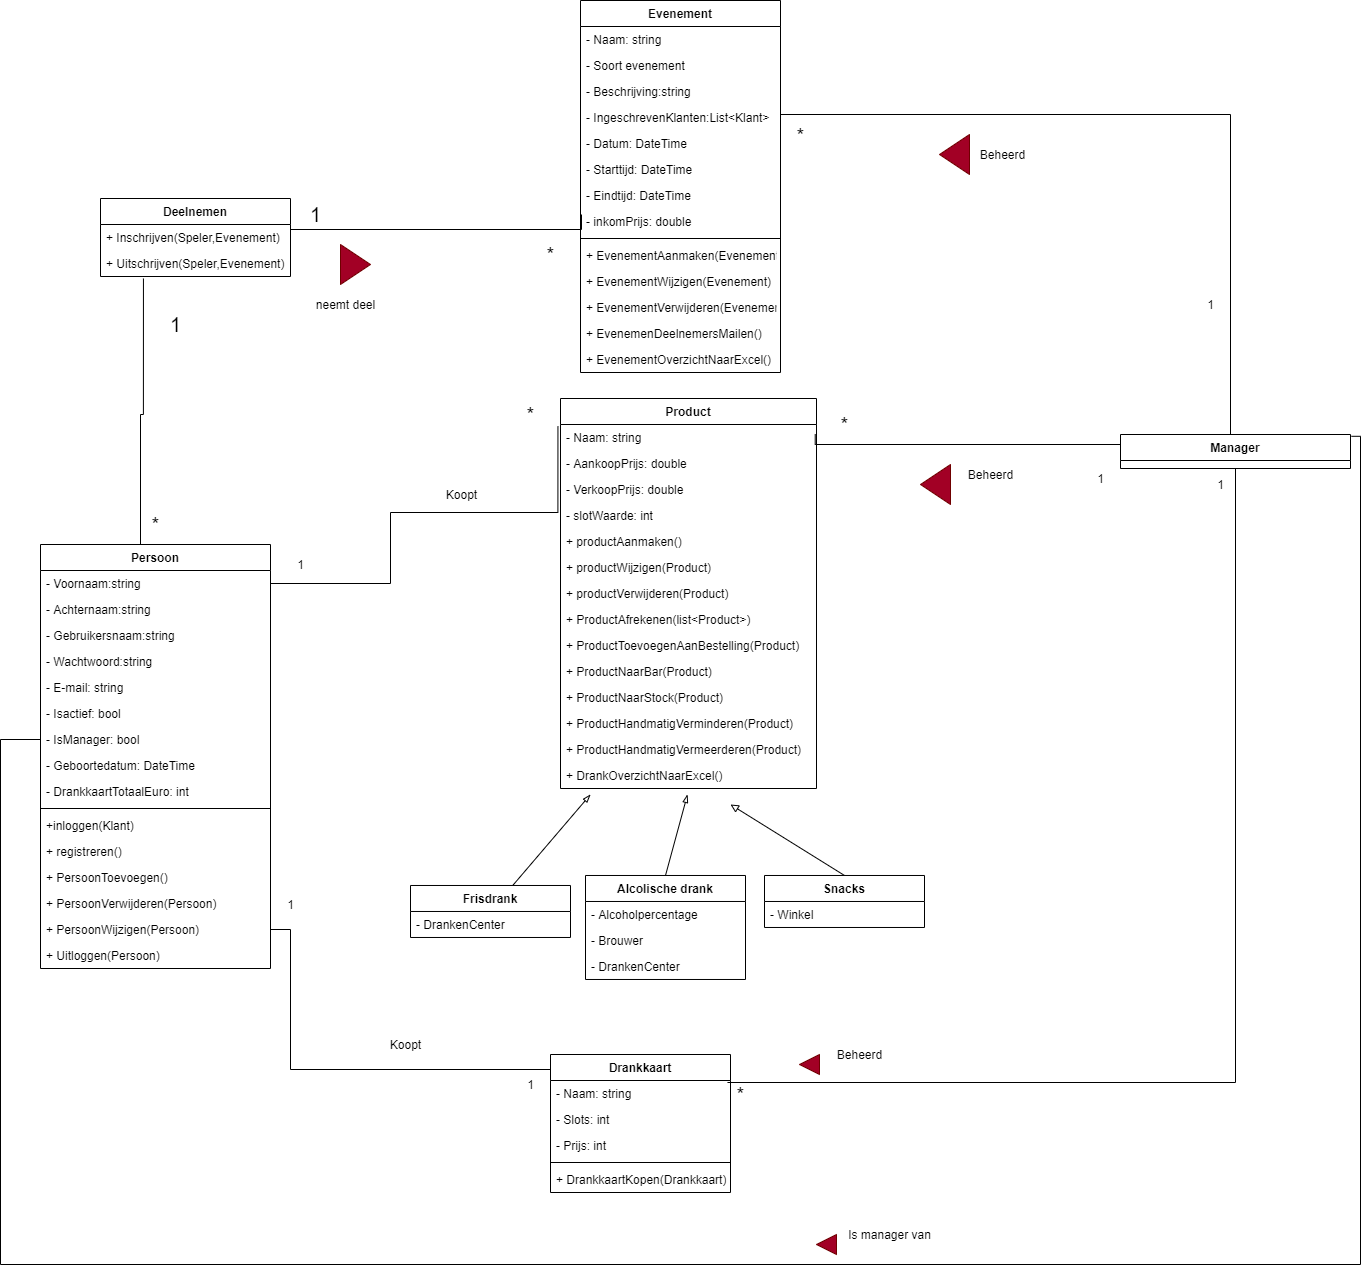 Evenement
- Naam: string
- Soort evenement
- Beschrijving:string
- IngeschrevenKlanten:List<Klant>
- Datum: DateTime
- Starttijd: DateTime
- Eindtijd: DateTime
- inkomPrijs: double
+ EvenementAanmaken(Evenement
+ EvenementWijzigen(Evenement)
+ EvenementVerwijderen(Evenemer
+ EvenemenDeelnemersMailen()
+ EvenementOverzichtNaarExcel()
*
Beheerd
1
Deelnemen
+ Inschrijven(Speler,Evenement)
+ Uitschrijven(Speler,Evenement)
1
*
neemt deel
1
*
Product
- Naam: string
- AankoopPrijs: double
- VerkoopPrijs: double
- slotWaarde: int
+ productAanmaken()
+ productWijzigen(Product)
+ productVerwijderen(Product)
+ ProductAfrekenen(list<Product>)
+ ProductToevoegenAanBestelling(Product)
+ ProductNaarBar(Product)
+ ProductNaarStock(Product)
+ ProductHandmatigVerminderen(Product)
+ ProductHandmatigVermeerderen(Product)
+ DrankOverzichtNaarExcel()
*
Beheerd
1
Manager
1
Koopt
*
1
Persoon
- Voornaam:string
- Achternaam:string
- Gebruikersnaam:string
- Wachtwoord:string
- E-mail: string
- Isactief: bool
- IsManager: bool
- Geboortedatum: DateTime
- DrankkaartTotaalEuro: int
+inloggen(Klant)
+ registreren()
+ PersoonToevoegen()
+ PersoonVerwijderen(Persoon)
+ PersoonWijzigen(Persoon)
+ Uitloggen(Persoon)
1
Frisdrank
- DrankenCenter
Alcolische drank
- Alcoholpercentage
- Brouwer
- DrankenCenter
Snacks
- Winkel
Koopt
1
Drankkaart
- Naam: string
- Slots: int
- Prijs: int
+ DrankkaartKopen(Drankkaart)
*
Beheerd
Is manager van